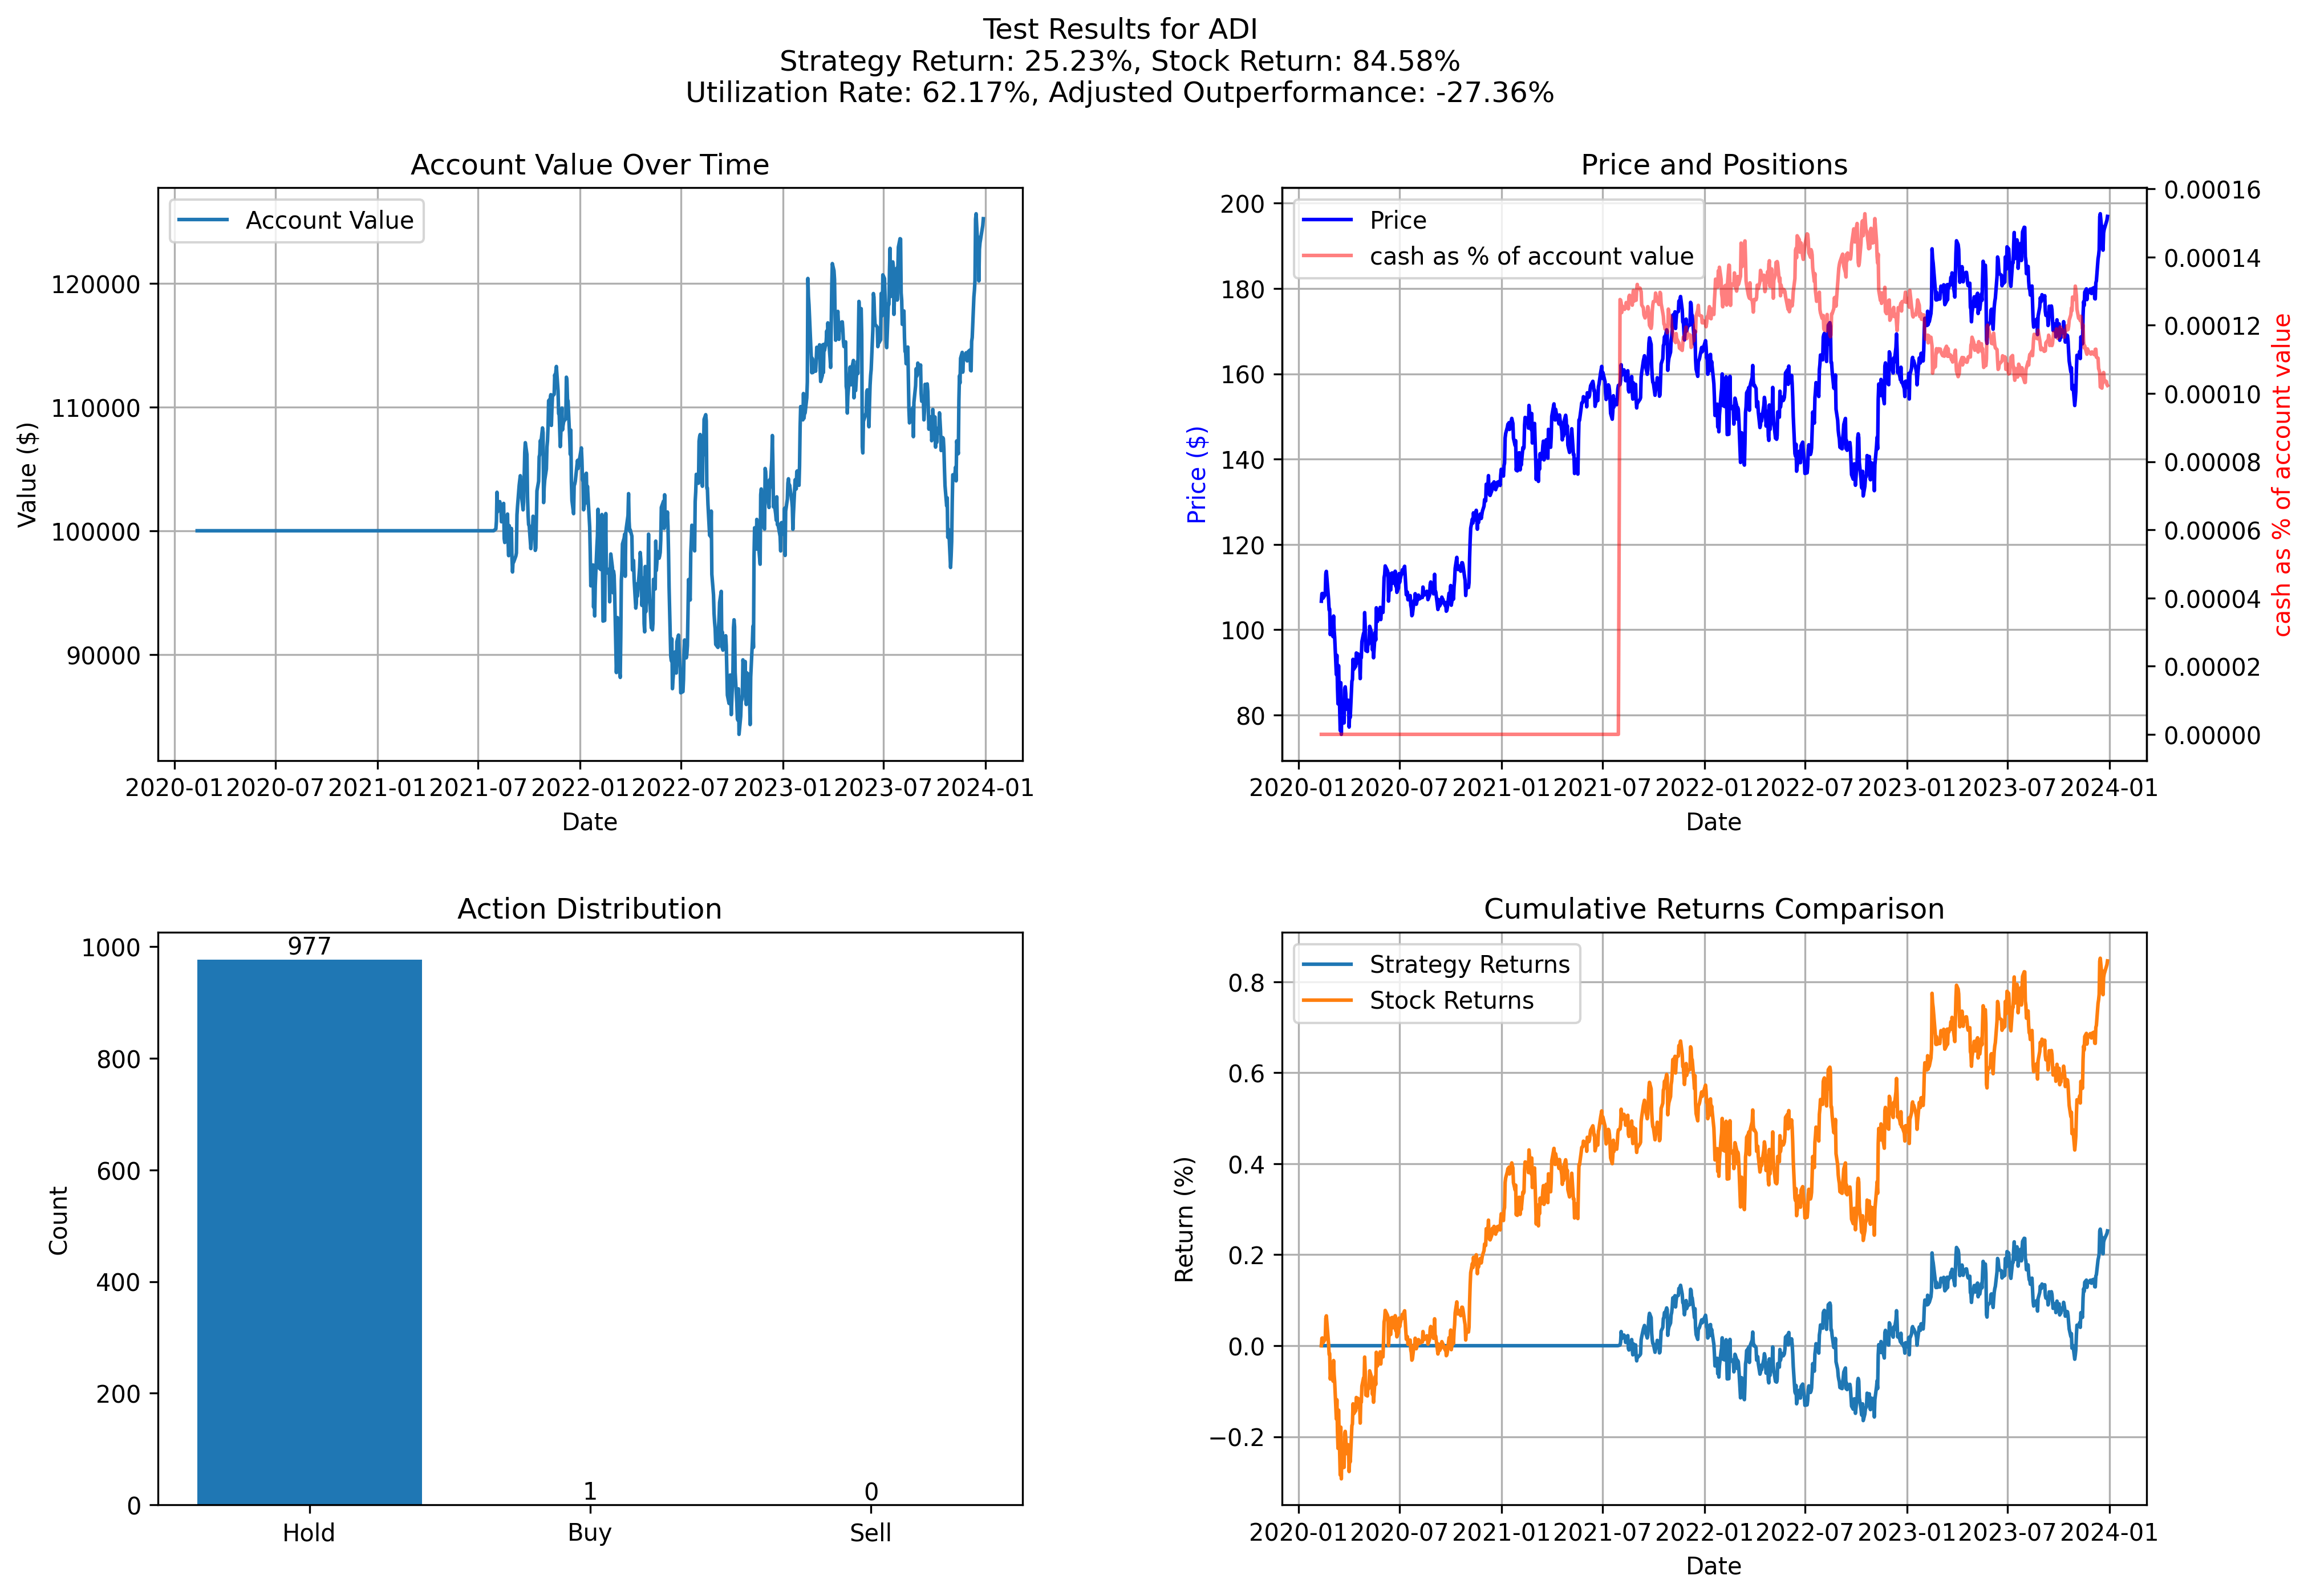 Test Results for ADI
Strategy Return: 25.23%, Stock Return: 84.58%
Utilization Rate: 62.17%, Adjusted Outperformance: -27.36%
Account Value Over Time
Account Value
120000
110000
100000
90000
Value ($)
2020-01 2020-07 2021-01 2021-07 2022-01 2022-07 2023-01 2023-07 2024-01
Date
Price and Positions
Price
cash as % of account value
200
180
160
140
120
100
80
Price ($)
0.00016
0.00014
0.00012
0.00010
0.00008
0.00006
0.00004
0.00002
0.00000
cash as % of account value
2020-01 2020-07 2021-01 2021-07 2022-01 2022-07 2023-01 2023-07 2024-01
Date
Action Distribution
1000
800
600
400
200
0
Count
977
1
0
Hold Buy Sell
Cumulative Returns Comparison
Strategy Returns
Stock Returns
0.8
0.6
0.4
0.2
0.0
−0.2
Return (%)
2020-01 2020-07 2021-01 2021-07 2022-01 2022-07 2023-01 2023-07 2024-01
Date